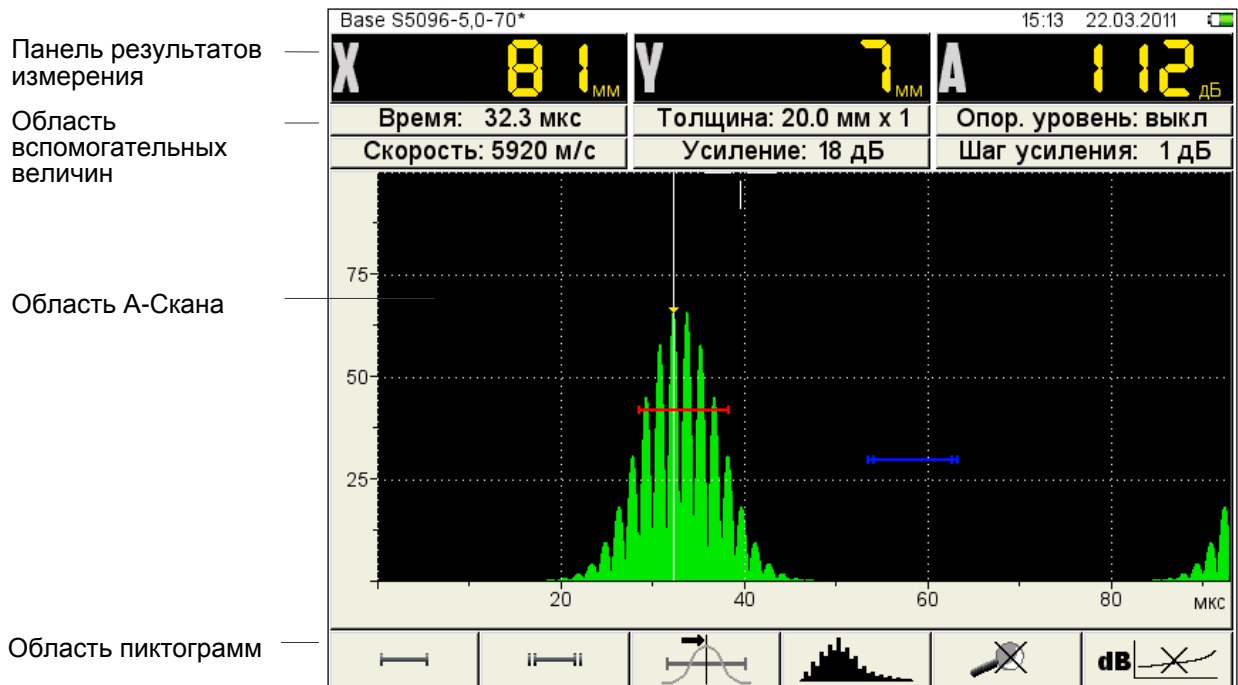 Base S5096-5,0-70* 15:13 22.03.2011
Панель результатов
измерения
X 81 мм Y 7 мм A 112 дБ
Область
вспомогательных
величин
Время: 32.3 мкс Толщина: 20.0 мм x 1 Опор. уровень: выкл
Скорость: 5920 м/с Усиление: 18 дБ Шаг усиления: 1 дБ
75
Область А-Скана
50
25
20 40 60 80 мкс
Область пиктограмм
dB